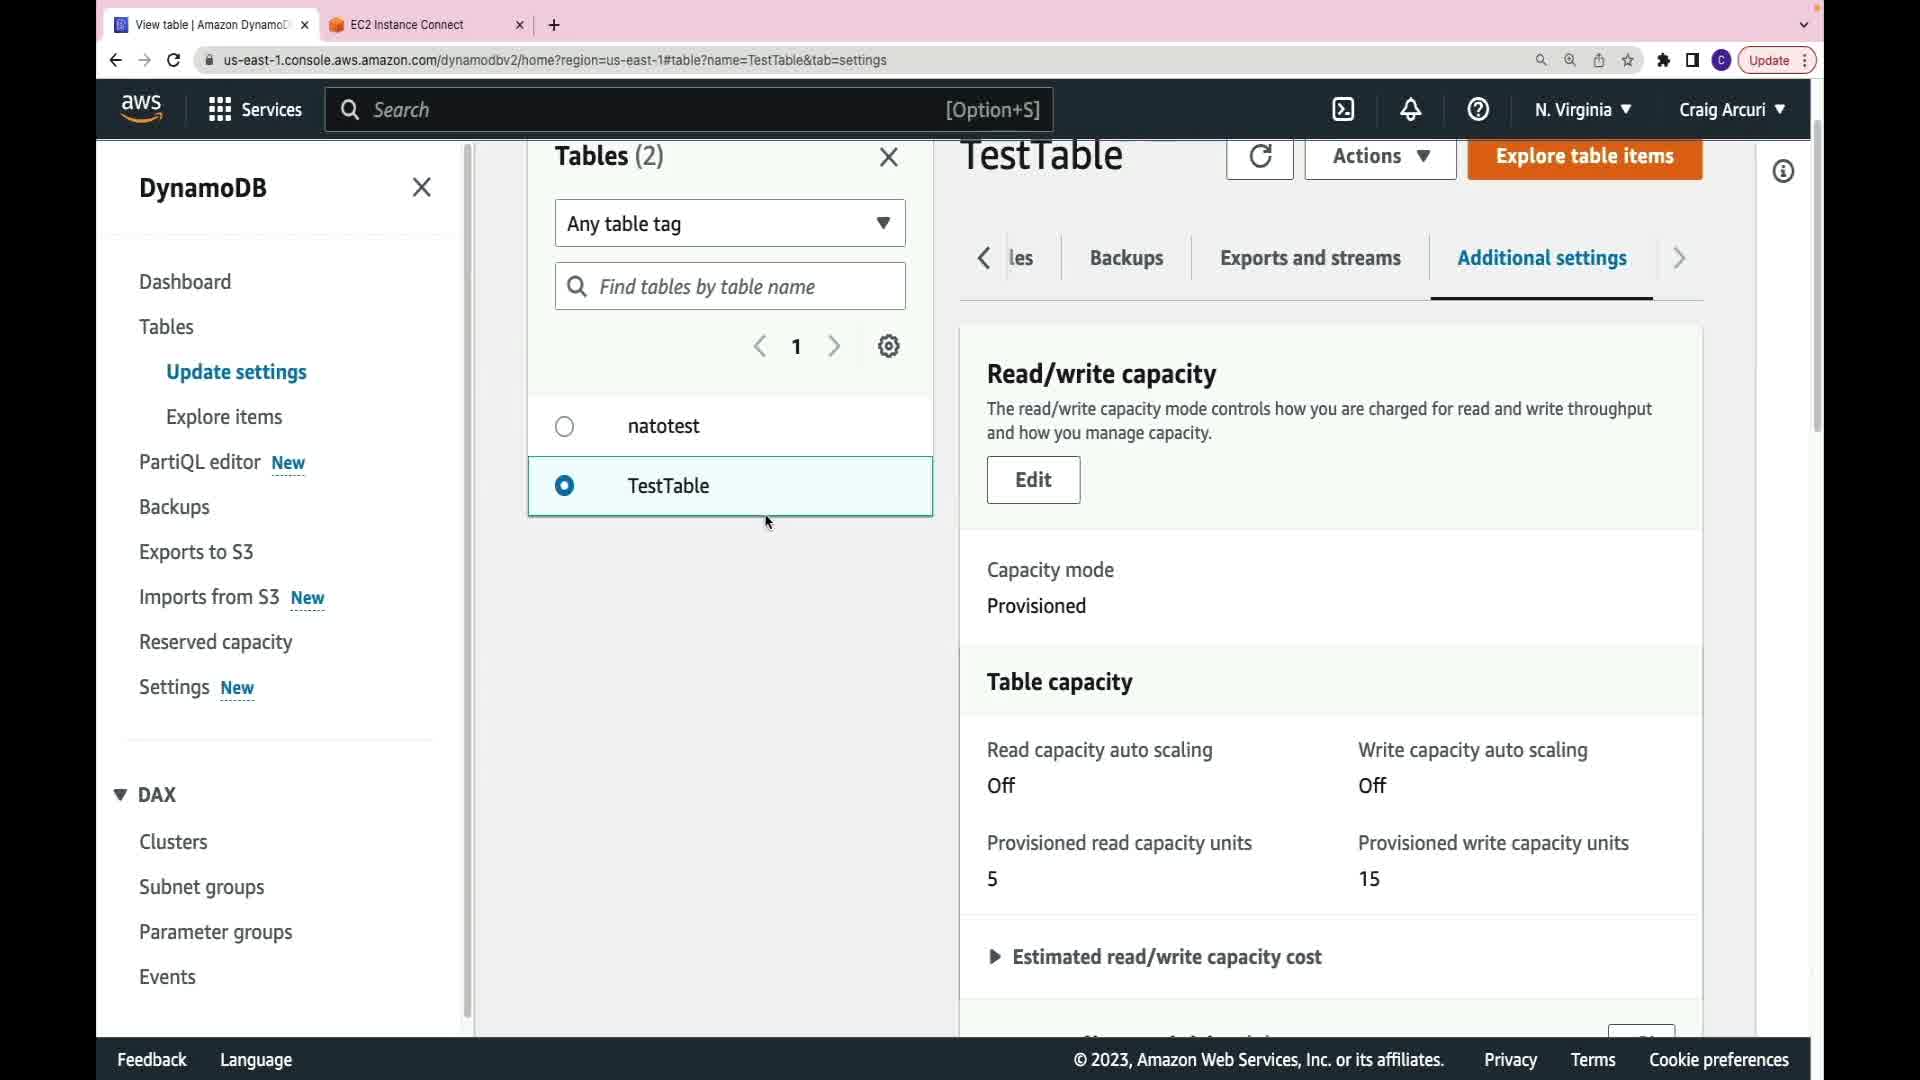 View table | Amazon DynamoD
EC2 Instance Connect
us-east-1.console.aws.amazon.com/dynamodbv2/home?region=us-east-1#table?name=TestTable&tab=settings
C
Update
aws
Services
Search
[Option+S]
N. Virginia
Craig Arcuri
DynamoDB
Dashboard
Tables
Update settings
Explore items
PartiQL editor New
Backups
Exports to S3
Imports from S3 New
Reserved capacity
Settings New
DAX
Clusters
Subnet groups
Parameter groups
Events
Tables (2)
Any table tag
Find tables by table name
1
natotest
TestTable
TestTable
Actions
Explore table items
les
Backups
Exports and streams
Additional settings
Read/write capacity
The read/write capacity mode controls how you are charged for read and write throughput
and how you manage capacity.
Edit
Capacity mode
Provisioned
Table capacity
Read capacity auto scaling
Off
Write capacity auto scaling
Off
Provisioned read capacity units
5
Provisioned write capacity units
15
Estimated read/write capacity cost
Feedback
Language
© 2023, Amazon Web Services, Inc. or its affiliates.
Privacy
Terms
Cookie preferences